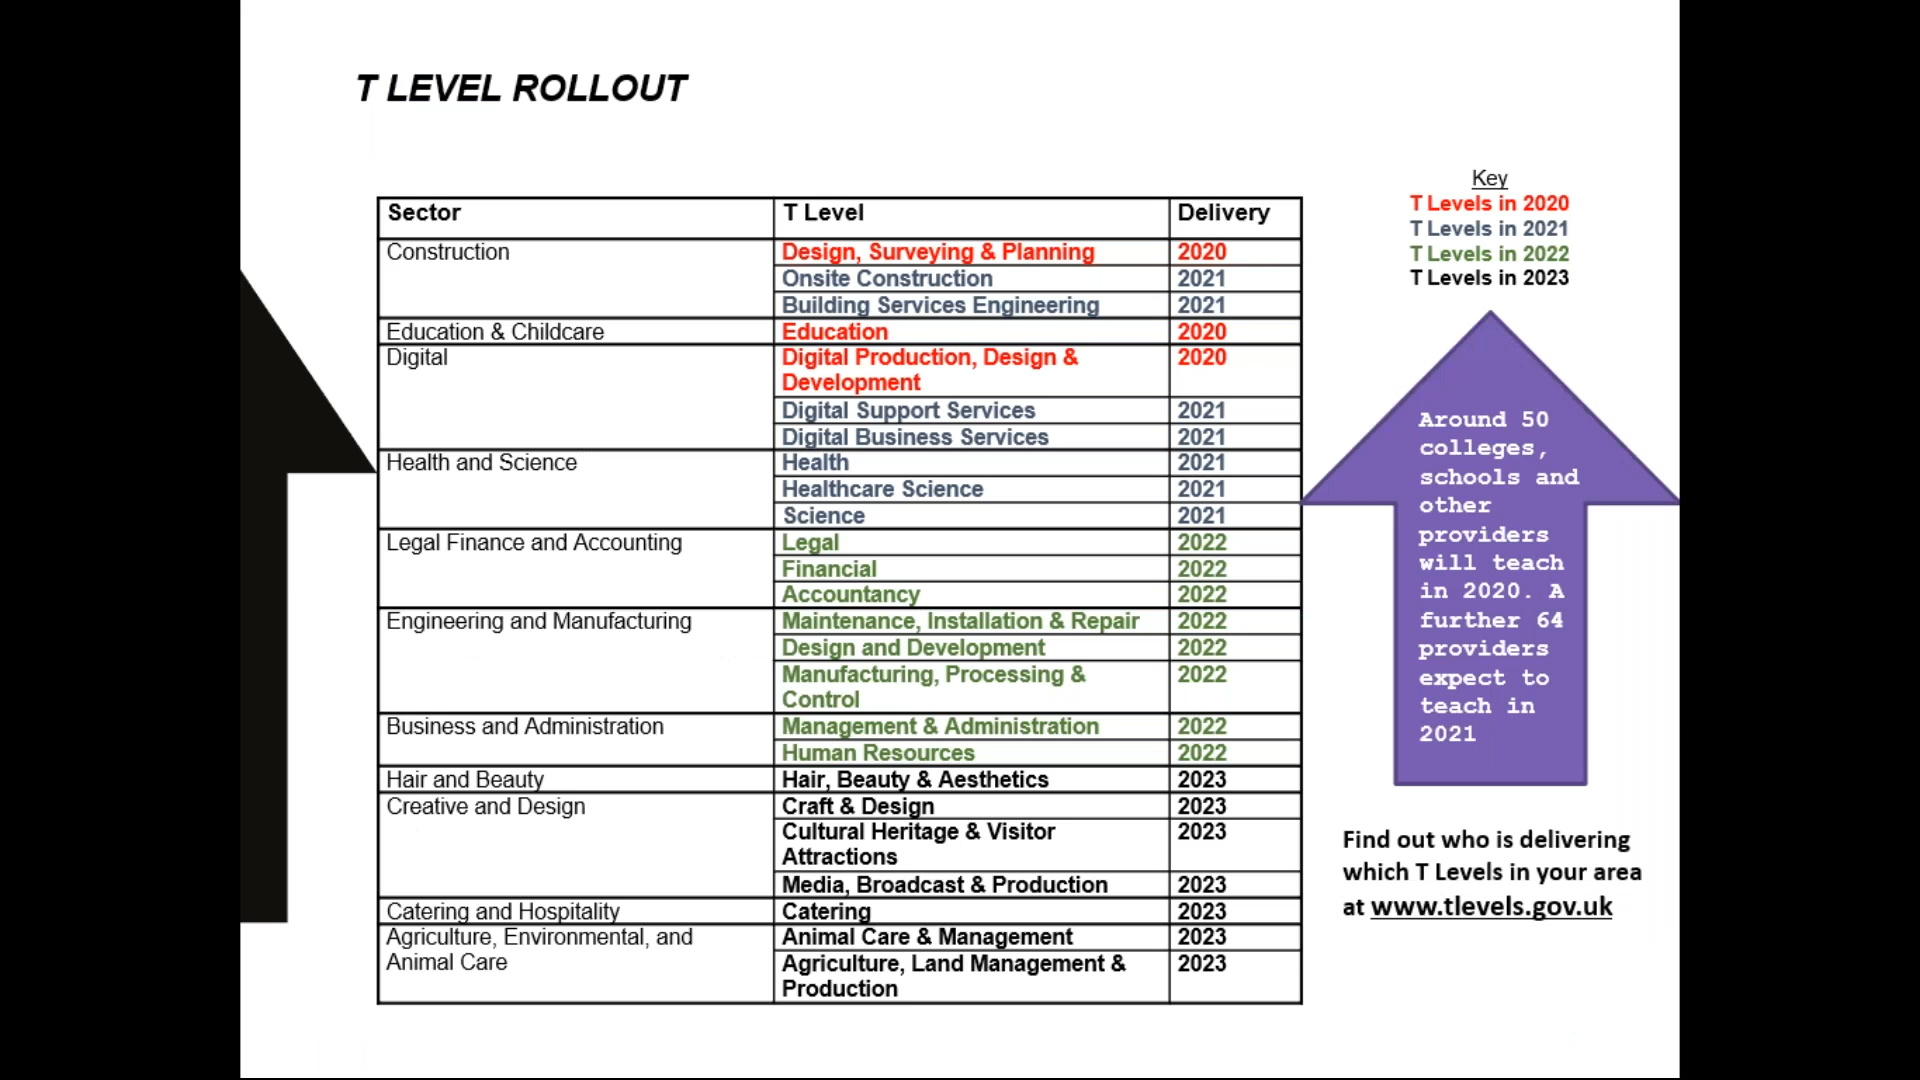 T LEVEL ROLLOUT
Sector T Level Delivery
Construction Design, Surveying & Planning 2020
Onsite Construction 2021
Building Services Engineering 2021
Education & Childcare Education 2020
Digital Digital Production, Design & 2020
Development
Digital Support Services 2021
Digital Business Services 2021
Health and Science Health 2021
Healthcare Science 2021
Science 2021
Legal Finance and Accounting Legal 2022
Financial 2022
Accountancy 2022
Engineering and Manufacturing Maintenance, Installation & Repair 2022
Design and Development 2022
Manufacturing, Processing & 2022
Control
Business and Administration Management & Administration 2022
Human Resources 2022
Hair and Beauty Hair, Beauty & Aesthetics 2023
Creative and Design Craft & Design 2023
Cultural Heritage & Visitor 2023
Attractions
Media, Broadcast & Production 2023
Catering and Hospitality Catering 2023
Agriculture, Environmental, and Animal Care & Management 2023
Animal Care Agriculture, Land Management & 2023
Production
Key
T Levels in 2020
T Levels in 2021
T Levels in 2022
T Levels in 2023
Around 50
colleges,
schools and
other
providers
will teach
in 2020. A
further 64
providers
expect to
teach in
2021
Find out who is delivering
which T Levels in your area
at www.tlevels.gov.uk